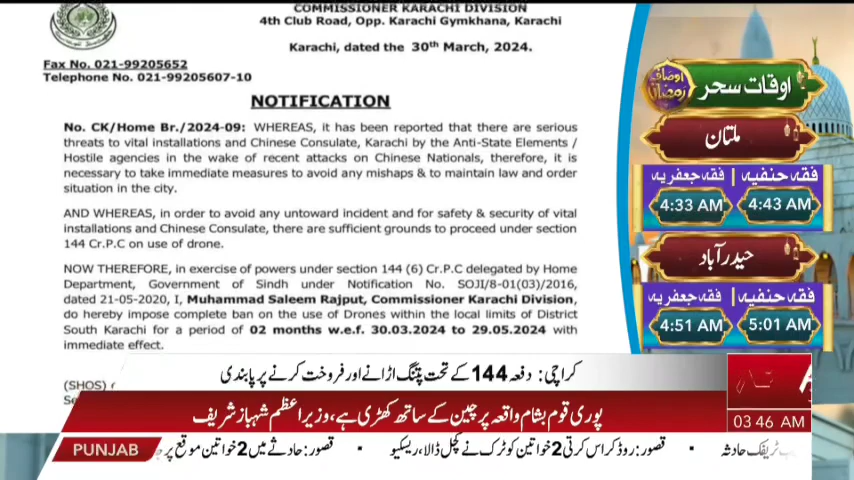 COMMISSIONER KARACHI DIVISION
4th Club Road, Opp. Karachi Gymkhana, Karachi
Karachi, dated the 30th March, 2024.
Fax No. 021-99205652
Telephone No. 021-99205607-10
NOTIFICATION
No. CK/Home Br./2024-09: WHEREAS, it has been reported that there are serious
threats to vital installations and Chinese Consulate, Karachi by the Anti-State Elements /
Hostile agencies in the wake of recent attacks on Chinese Nationals, therefore, it is
necessary to take immediate measures to avoid any mishaps & to maintain law and order
situation in the city.
AND WHEREAS, in order to avoid any untoward incident and for safety & security of vital
installations and Chinese Consulate, there are sufficient grounds to proceed under section
144 Cr.P.C on use of drone.
NOW THEREFORE, in exercise of powers under section 144 (6) Cr.P.C delegated by Home
Department, Government of Sindh under Notification No. SOJI/8-01(03)/2016,
dated 21-05-2020, I, Muhammad Saleem Rajput, Commissioner Karachi Division,
do hereby impose complete ban on the use of Drones within the local limits of District
South Karachi for a period of 02 months w.e.f. 30.03.2024 to 29.05.2024 with
immediate effect.
(SHOS)
اوقات سحر
ملتان
فقہ حنفیہ | فقہ جعفریہ
4:43 AM 4:33 AM
حیدرآباد
فقہ حنفیہ | فقہ جعفریہ
5:01 AM 4:51 AM
کراچی: دفعہ 144 کے تحت پتنگ اڑانے اور فروخت کرنے پر پابندی
پوری قوم بشام واقعہ پر چین کے ساتھ کھڑی ہے، وزیراعظم شہباز شریف
03 46 AM
PUNJAB
ٹریفک حادثہ ▪ قصور: روڈ کراس کرتی 2 خواتین کو ٹرک نے کچل ڈالا، ریسکیو ▪ قصور: حادثے میں 2 خواتین موقع پر